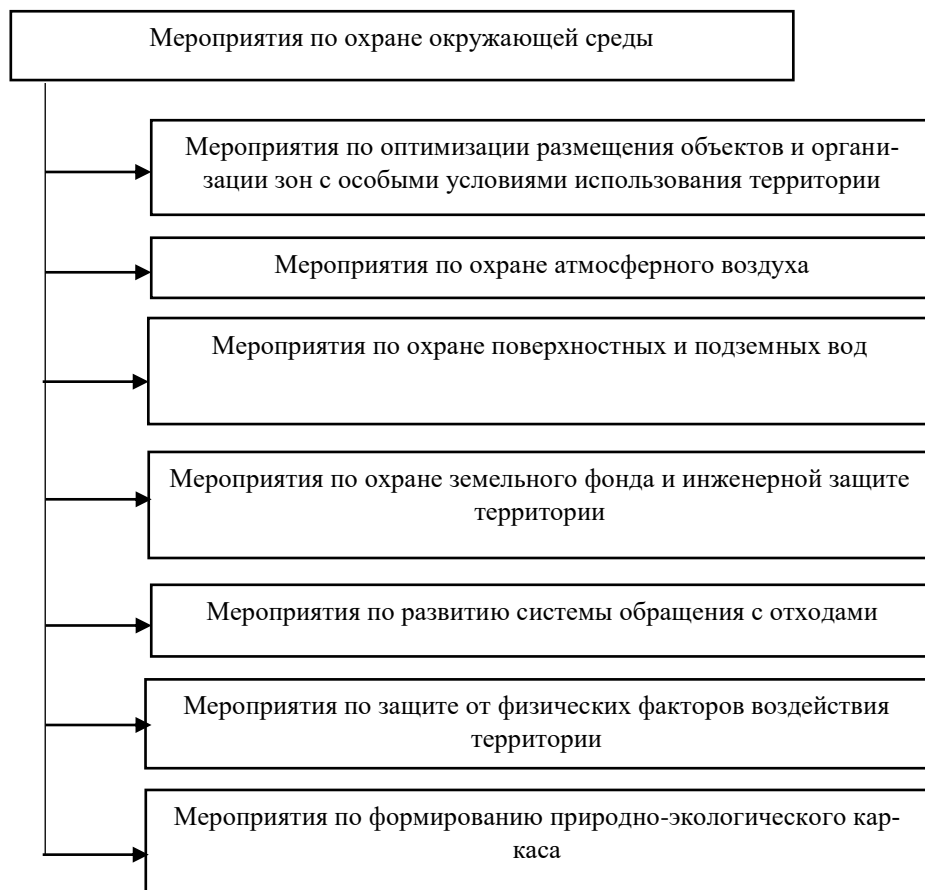 Мероприятия по охране окружающей среды
Мероприятия по оптимизации размещения объектов и органи-
зации зон с особыми условиями использования территории
Мероприятия по охране атмосферного воздуха
Мероприятия по охране поверхностных и подземных вод
Мероприятия по охране земельного фонда и инженерной защите
территории
Мероприятия по развитию системы обращения с отходами
Мероприятия по защите от физических факторов воздействия
территории
Мероприятия по формированию природно-экологического кар-
каса